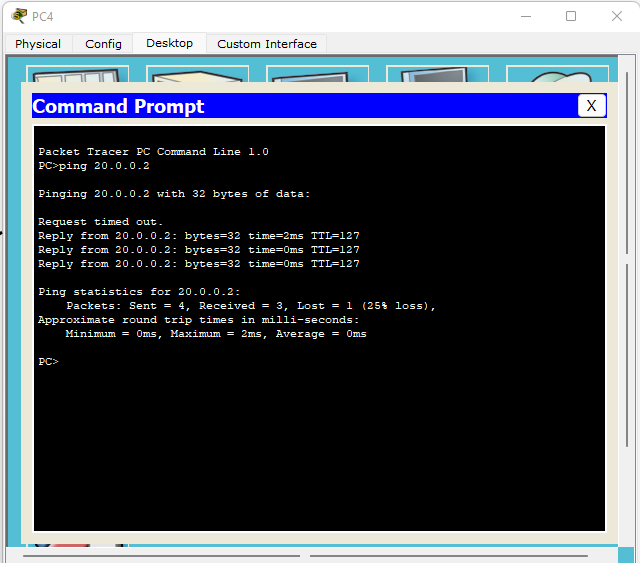 PC4
Physical Config Desktop Custom Interface
Command Prompt X
Packet Tracer PC Command Line 1.0
PC>ping 20.0.0.2
Pinging 20.0.0.2 with 32 bytes of data:
Request timed out.
Reply from 20.0.0.2: bytes=32 time=2ms TTL=127
Reply from 20.0.0.2: bytes=32 time=0ms TTL=127
Reply from 20.0.0.2: bytes=32 time=0ms TTL=127
Ping statistics for 20.0.0.2:
Packets: Sent = 4, Received = 3, Lost = 1 (25% loss),
Approximate round trip times in milli-seconds:
Minimum = 0ms, Maximum = 2ms, Average = 0ms
PC>